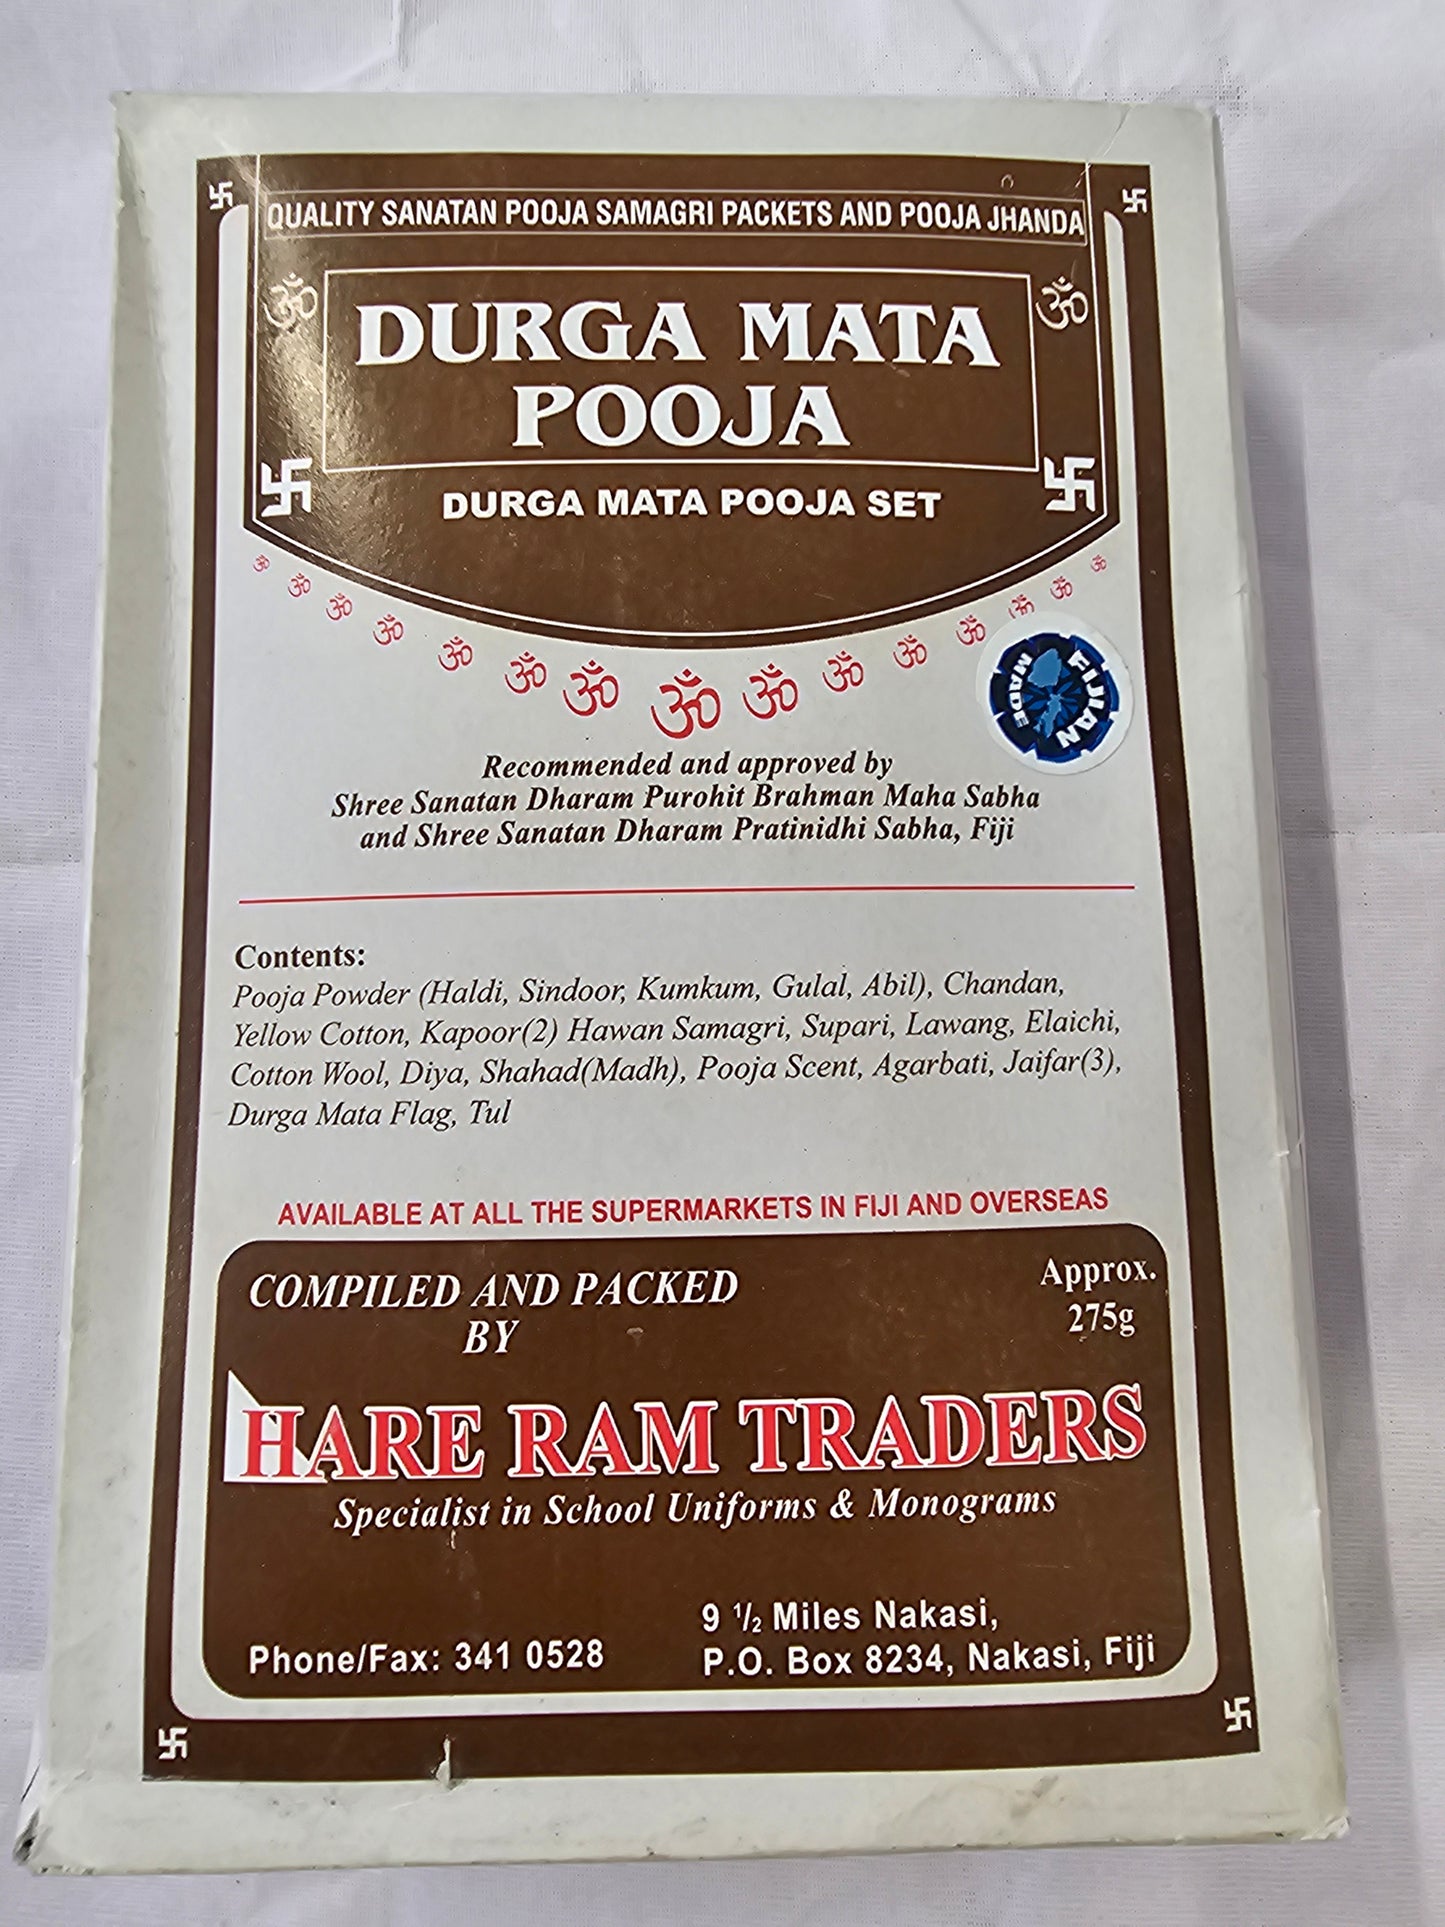 QUALITY SANATAN POOJA SAMAGRI PACKETS AND POOJA JHANDA
ॐ ॐ
DURGA MATA
POOJA
DURGA MATA POOJA SET
ॐ ॐ ॐ ॐ ॐ ॐ ॐ ॐ ॐ ॐ ॐ ॐ ॐ ॐ ॐ
FIJIAN
MADE
Recommended and approved by
Shree Sanatan Dharam Purohit Brahman Maha Sabha
and Shree Sanatan Dharam Pratinidhi Sabha, Fiji
Contents:
Pooja Powder (Haldi, Sindoor, Kumkum, Gulal, Abil), Chandan,
Yellow Cotton, Kapoor(2) Hawan Samagri, Supari, Lawang, Elaichi,
Cotton Wool, Diya, Shahad(Madh), Pooja Scent, Agarbati, Jaifar(3),
Durga Mata Flag, Tul
AVAILABLE AT ALL THE SUPERMARKETS IN FIJI AND OVERSEAS
COMPILED AND PACKED
BY
Approx.
275g
HARE RAM TRADERS
Specialist in School Uniforms & Monograms
Phone/Fax: 341 0528
9 ½ Miles Nakasi,
P.O. Box 8234, Nakasi, Fiji